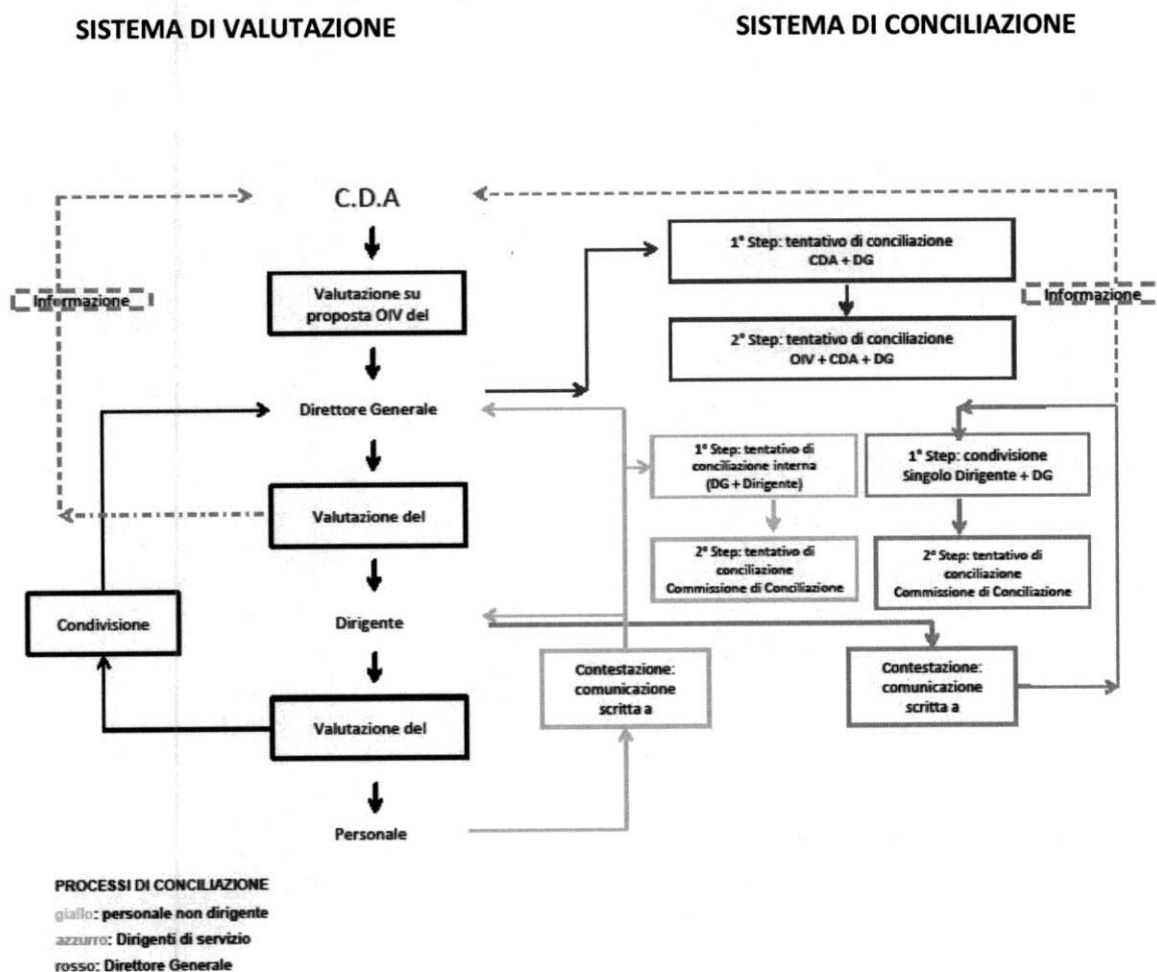 SISTEMA DI VALUTAZIONE
SISTEMA DI CONCILIAZIONE
C.D.A
Informazione
Valutazione su
proposta OIV del
Direttore Generale
Valutazione del
Condivisione
Dirigente
Valutazione del
Personale
1° Step: tentativo di conciliazione
CDA + DG
Informazione
2° Step: tentativo di conciliazione
OIV + CDA + DG
1° Step: tentativo di
conciliazione interna
(DG + Dirigente)
1° Step: condivisione
Singolo Dirigente + DG
2° Step: tentativo di
conciliazione
Commissione di Conciliazione
2° Step: tentativo di
conciliazione
Commissione di Conciliazione
Contestazione:
comunicazione
scritta a
Contestazione:
comunicazione
scritta a
PROCESSI DI CONCILIAZIONE
giallo: personale non dirigente
azzurro: Dirigenti di servizio
rosso: Direttore Generale